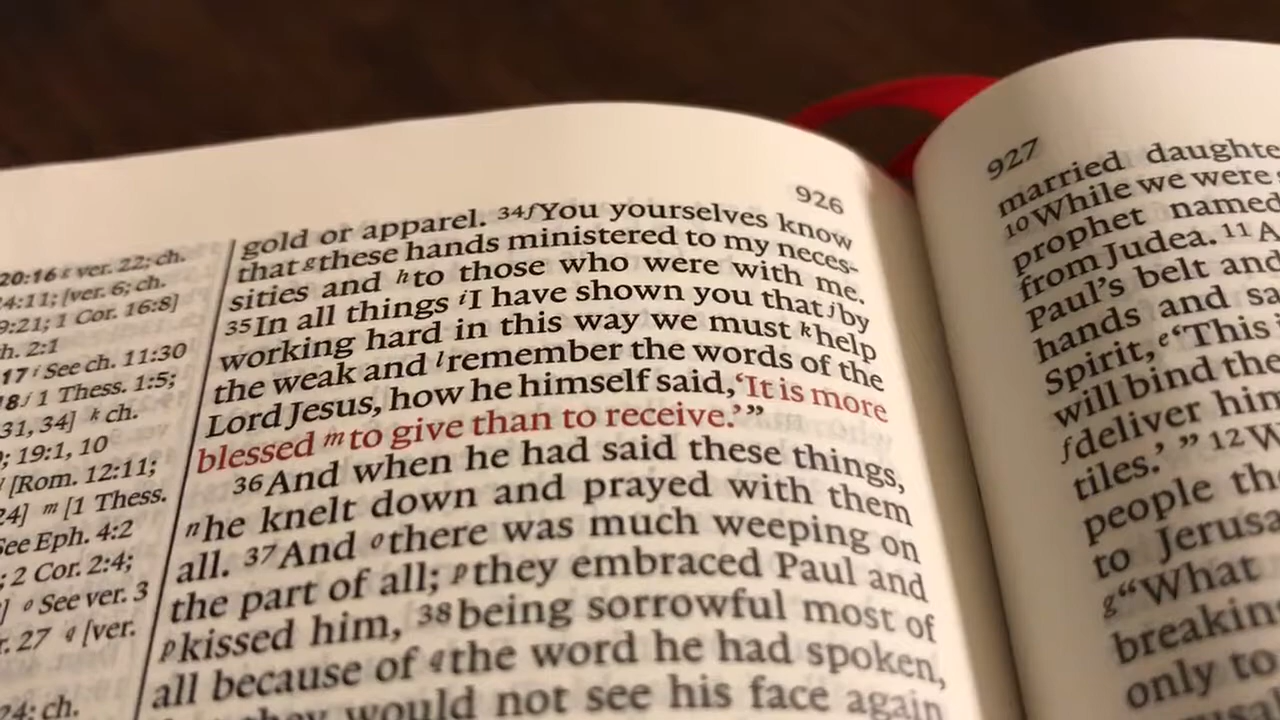 20:16 g ver. 22; ch.
4:11; [ver. 6; ch.
9:21; 1 Cor. 16:8]
h. 2:1
17 i See ch. 11:30
8 j 1 Thess. 1:5;
31, 34] k ch.
; 19:1, 10
[Rom. 12:11;
24] m [1 Thess.
See Eph. 4:2
; 2 Cor. 2:4;
] o See ver. 3
r. 27 q [ver.
24; ch.
926
gold or apparel. 34 f You yourselves know
that g these hands ministered to my neces-
sities and h to those who were with me.
35 In all things i I have shown you that j by
working hard in this way we must k help
the weak and l remember the words of the
Lord Jesus, how he himself said, ‘It is more
blessed m to give than to receive.’”
36 And when he had said these things,
n he knelt down and prayed with them
all. 37 And o there was much weeping on
the part of all; p they embraced Paul and
p kissed him, 38 being sorrowful most of
all because of q the word he had spoken,
they would not see his face again
927
married daughte
10 While we were
prophet named
from Judea. 11 A
Paul’s belt and
hands and sa
Spirit, e “‘This i
will bind the
f deliver him
tiles.’” 12 W
people the
to Jerusa
g “What
breakin
only to
rusal